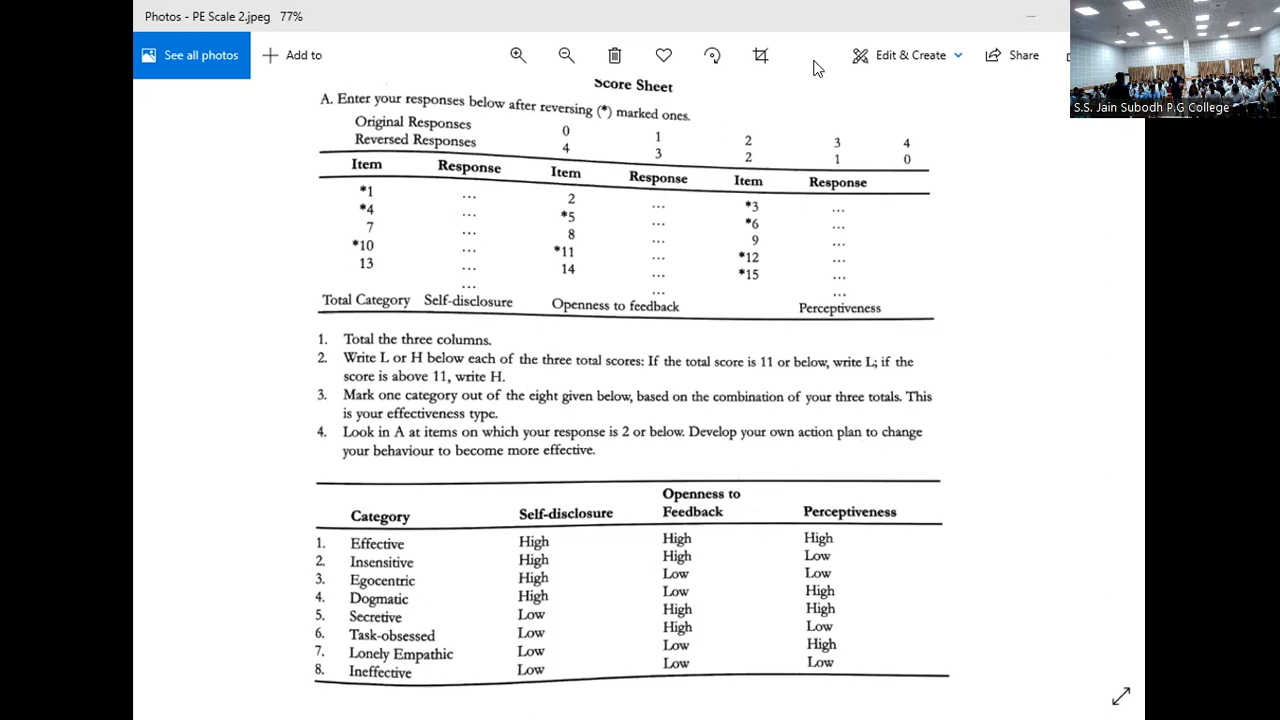 Photos - PE Scale 2.jpeg 77%
See all photos
Add to
Edit & Create
Share
S.S. Jain Subodh P.G College
Score Sheet
A. Enter your responses below after reversing (*) marked ones.
Original Responses 0 1 2 3 4
Reversed Responses 4 3 2 1 0
Item Response Item Response Item Response
*1 ... 2 ... *3 ...
*4 ... *5 ... *6 ...
7 ... 8 ... 9 ...
*10 ... *11 ... *12 ...
13 ... 14 ... *15 ...
... ... ...
Total Category Self-disclosure Openness to feedback Perceptiveness
1. Total the three columns.
2. Write L or H below each of the three total scores: If the total score is 11 or below, write L; if the
score is above 11, write H.
3. Mark one category out of the eight given below, based on the combination of your three totals. This
is your effectiveness type.
4. Look in A at items on which your response is 2 or below. Develop your own action plan to change
your behaviour to become more effective.
Category Self-disclosure Openness to Feedback Perceptiveness
1. Effective High High High
2. Insensitive High High Low
3. Egocentric High Low Low
4. Dogmatic High Low High
5. Secretive Low High High
6. Task-obsessed Low High Low
7. Lonely Empathic Low Low High
8. Ineffective Low Low Low